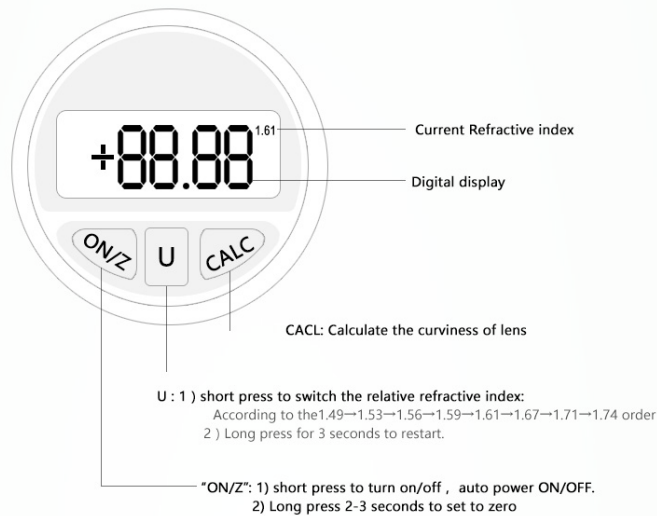 1.61
+88.88
Current Refractive index
Digital display
ON/Z U CALC
CACL: Calculate the curviness of lens
U : 1 ) short press to switch the relative refractive index:
According to the1.49→1.53→1.56→1.59→1.61→1.67→1.71→1.74 order
2 ) Long press for 3 seconds to restart.
“ON/Z”: 1) short press to turn on/off , auto power ON/OFF.
2) Long press 2-3 seconds to set to zero